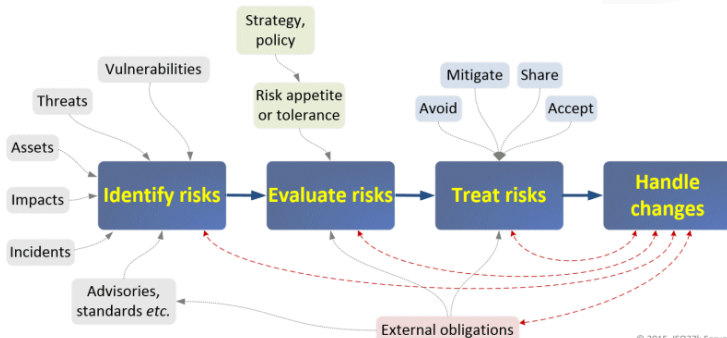 Strategy,
policy
Vulnerabilities
Mitigate
Share
Threats
Risk appetite
or tolerance
Avoid
Accept
Assets
Identify risks
Evaluate risks
Treat risks
Handle
changes
Impacts
Incidents
Advisories,
standards etc.
External obligations